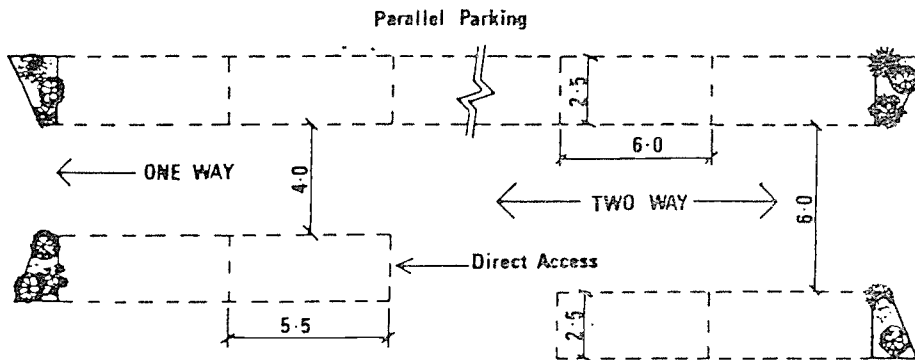 Parallel Parking
2·5
6·0
ONE WAY
4·0
TWO WAY
6·0
Direct Access
5·5
2·5